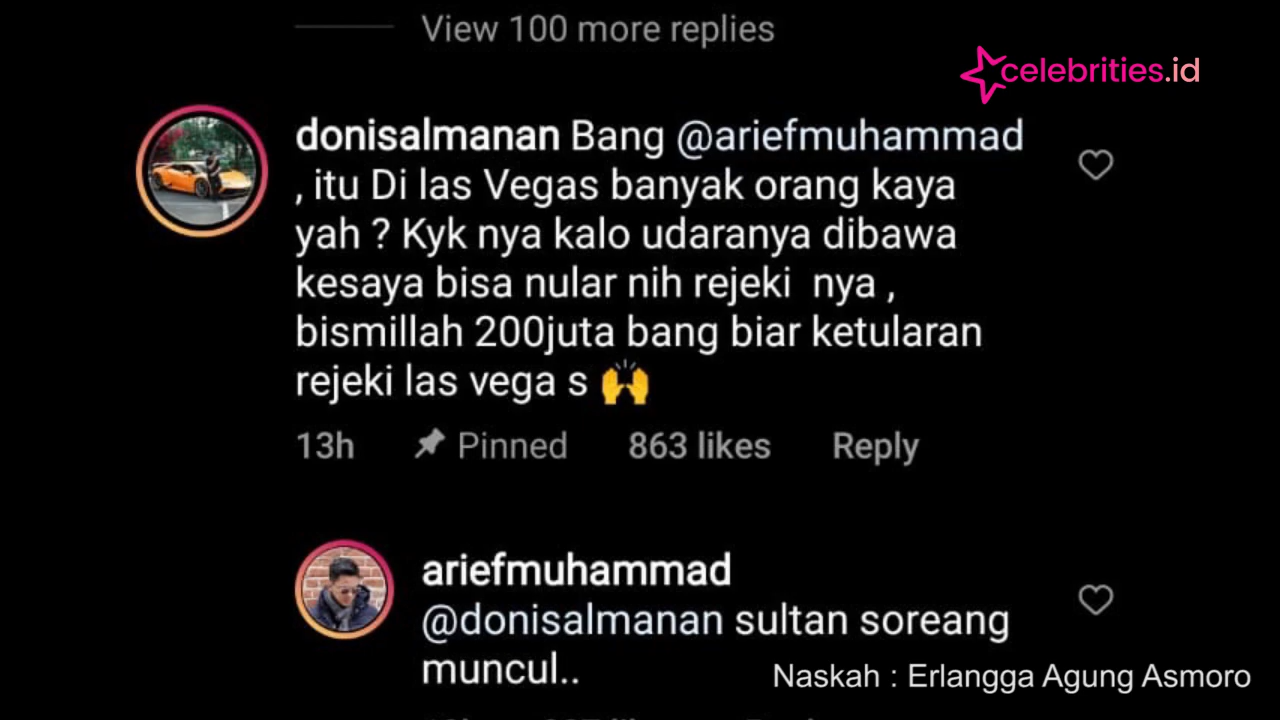 View 100 more replies
celebrities.id
donisalmanan Bang @ariefmuhammad
, itu Di las Vegas banyak orang kaya
yah ? Kyk nya kalo udaranya dibawa
kesaya bisa nular nih rejeki  nya ,
bismillah 200juta bang biar ketularan
rejeki las vega s 🙌
13h Pinned 863 likes Reply
ariefmuhammad
@donisalmanan sultan soreang
muncul..
Naskah : Erlangga Agung Asmoro